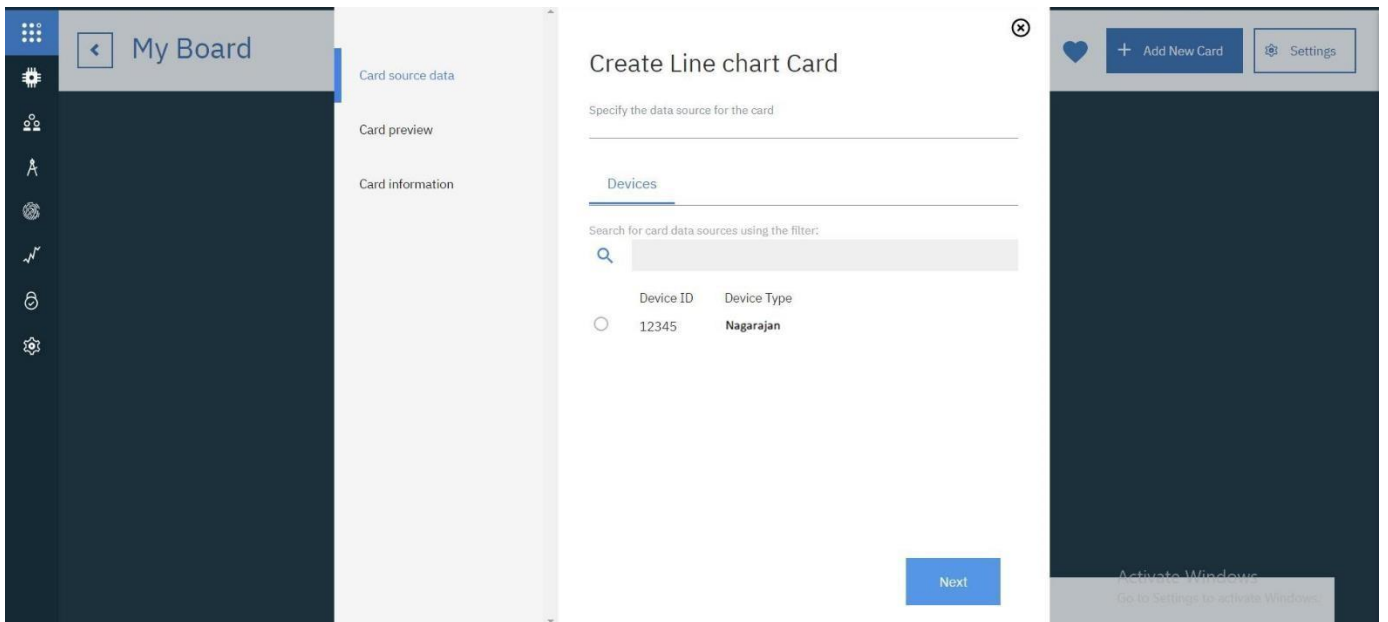 My Board
Card source data
Card preview
Card information
Create Line chart Card
Specify the data source for the card
Devices
Search for card data sources using the filter:
Device ID Device Type
12345 Nagarajan
Next
+ Add New Card
Settings
Activate Windows
Go to Settings to activate Windows.